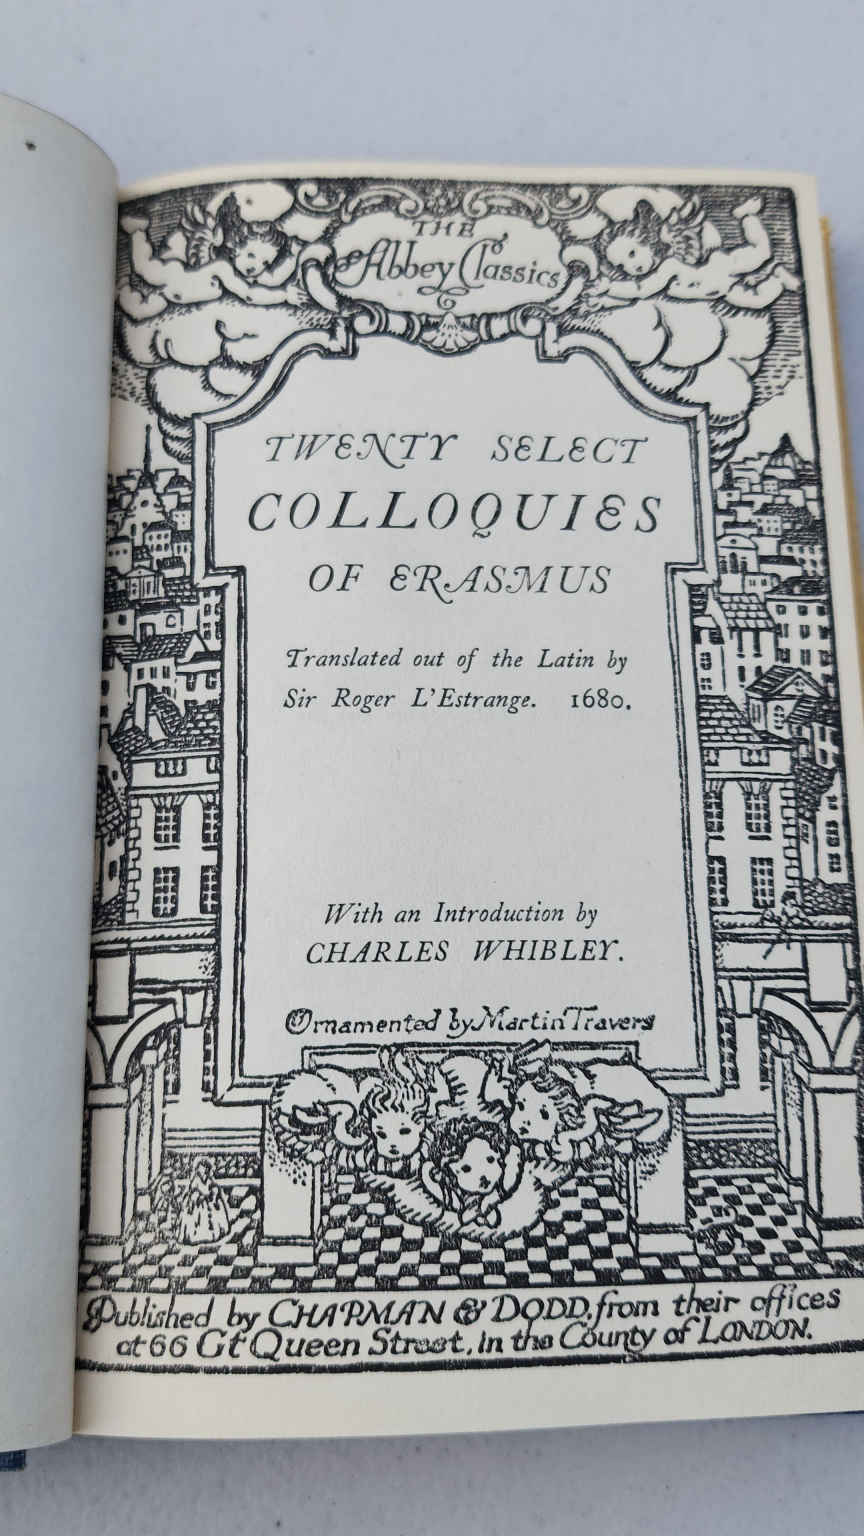 THE
Abbey Classics
TWENTY SELECT
COLLOQUIES
OF ERASMUS
Translated out of the Latin by
Sir Roger L'Estrange. 1680.
With an Introduction by
CHARLES WHIBLEY.
Ornamented by Martin Travers
Published by CHAPMAN & DODD, from their offices
at 66 Gt Queen Street, in the County of LONDON.